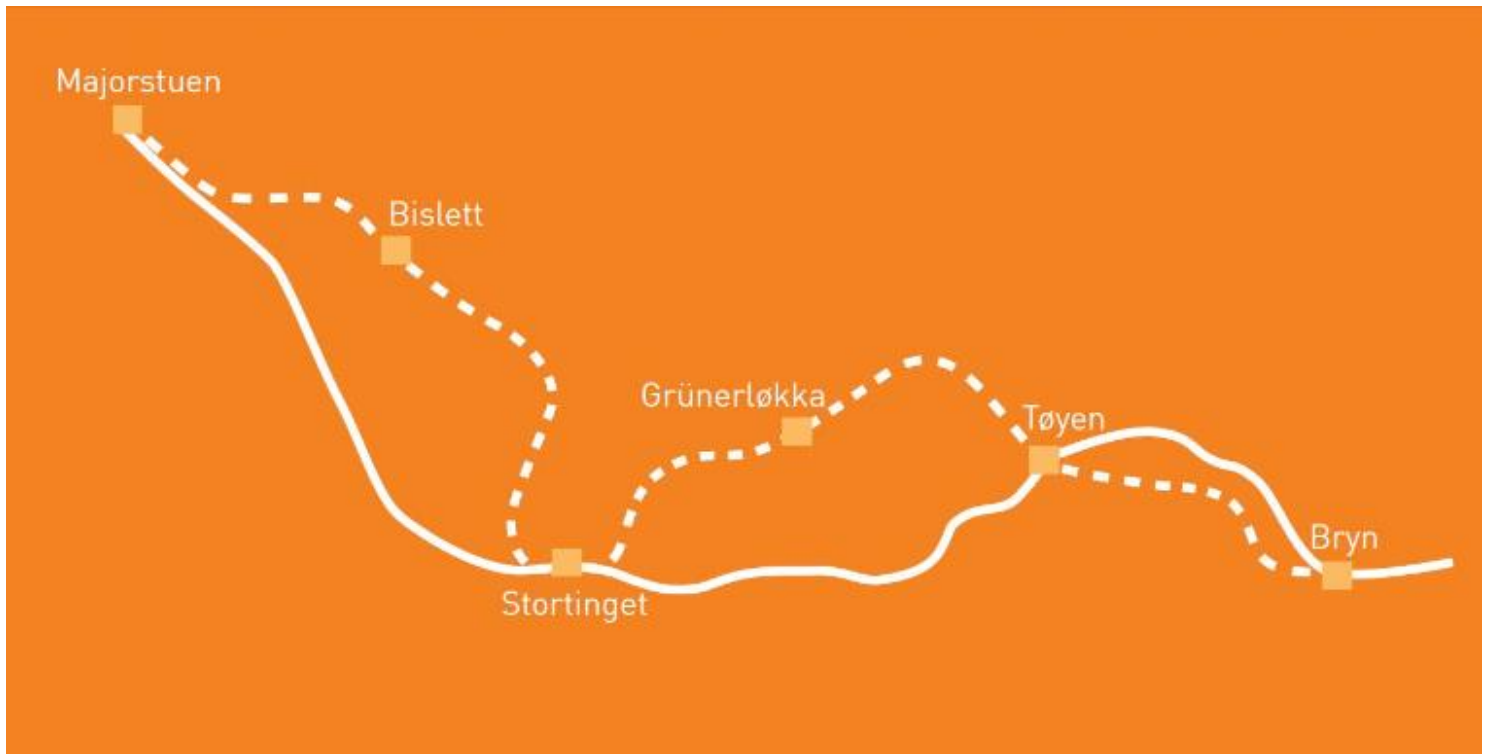 Majorstuen
Bislett
Grünerløkka
Tøyen
Bryn
Stortinget